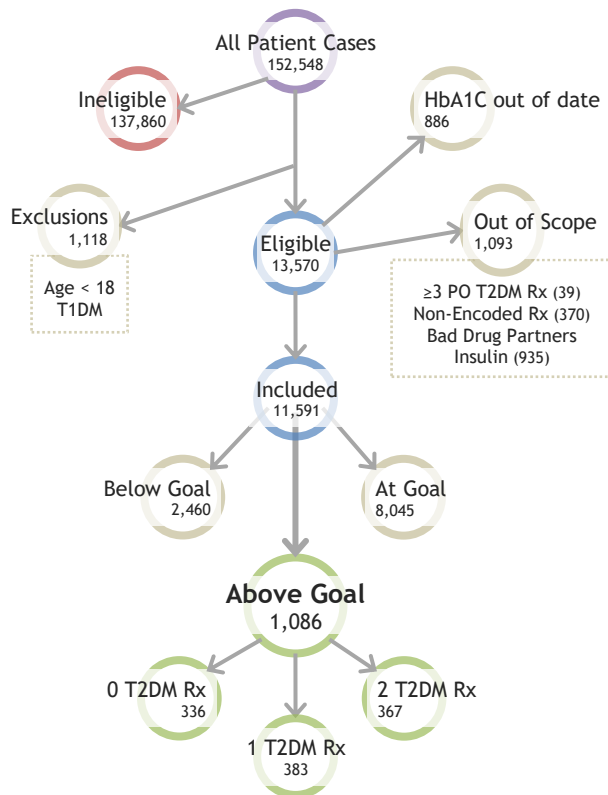 All Patient Cases
152,548
Ineligible
137,860
HbA1C out of date
886
Exclusions
1,118
Age < 18
T1DM
Eligible
13,570
Out of Scope
1,093
≥3 PO T2DM Rx (39)
Non-Encoded Rx (370)
Bad Drug Partners
Insulin (935)
Included
11,591
Below Goal
2,460
At Goal
8,045
Above Goal
1,086
0 T2DM Rx
336
1 T2DM Rx
383
2 T2DM Rx
367